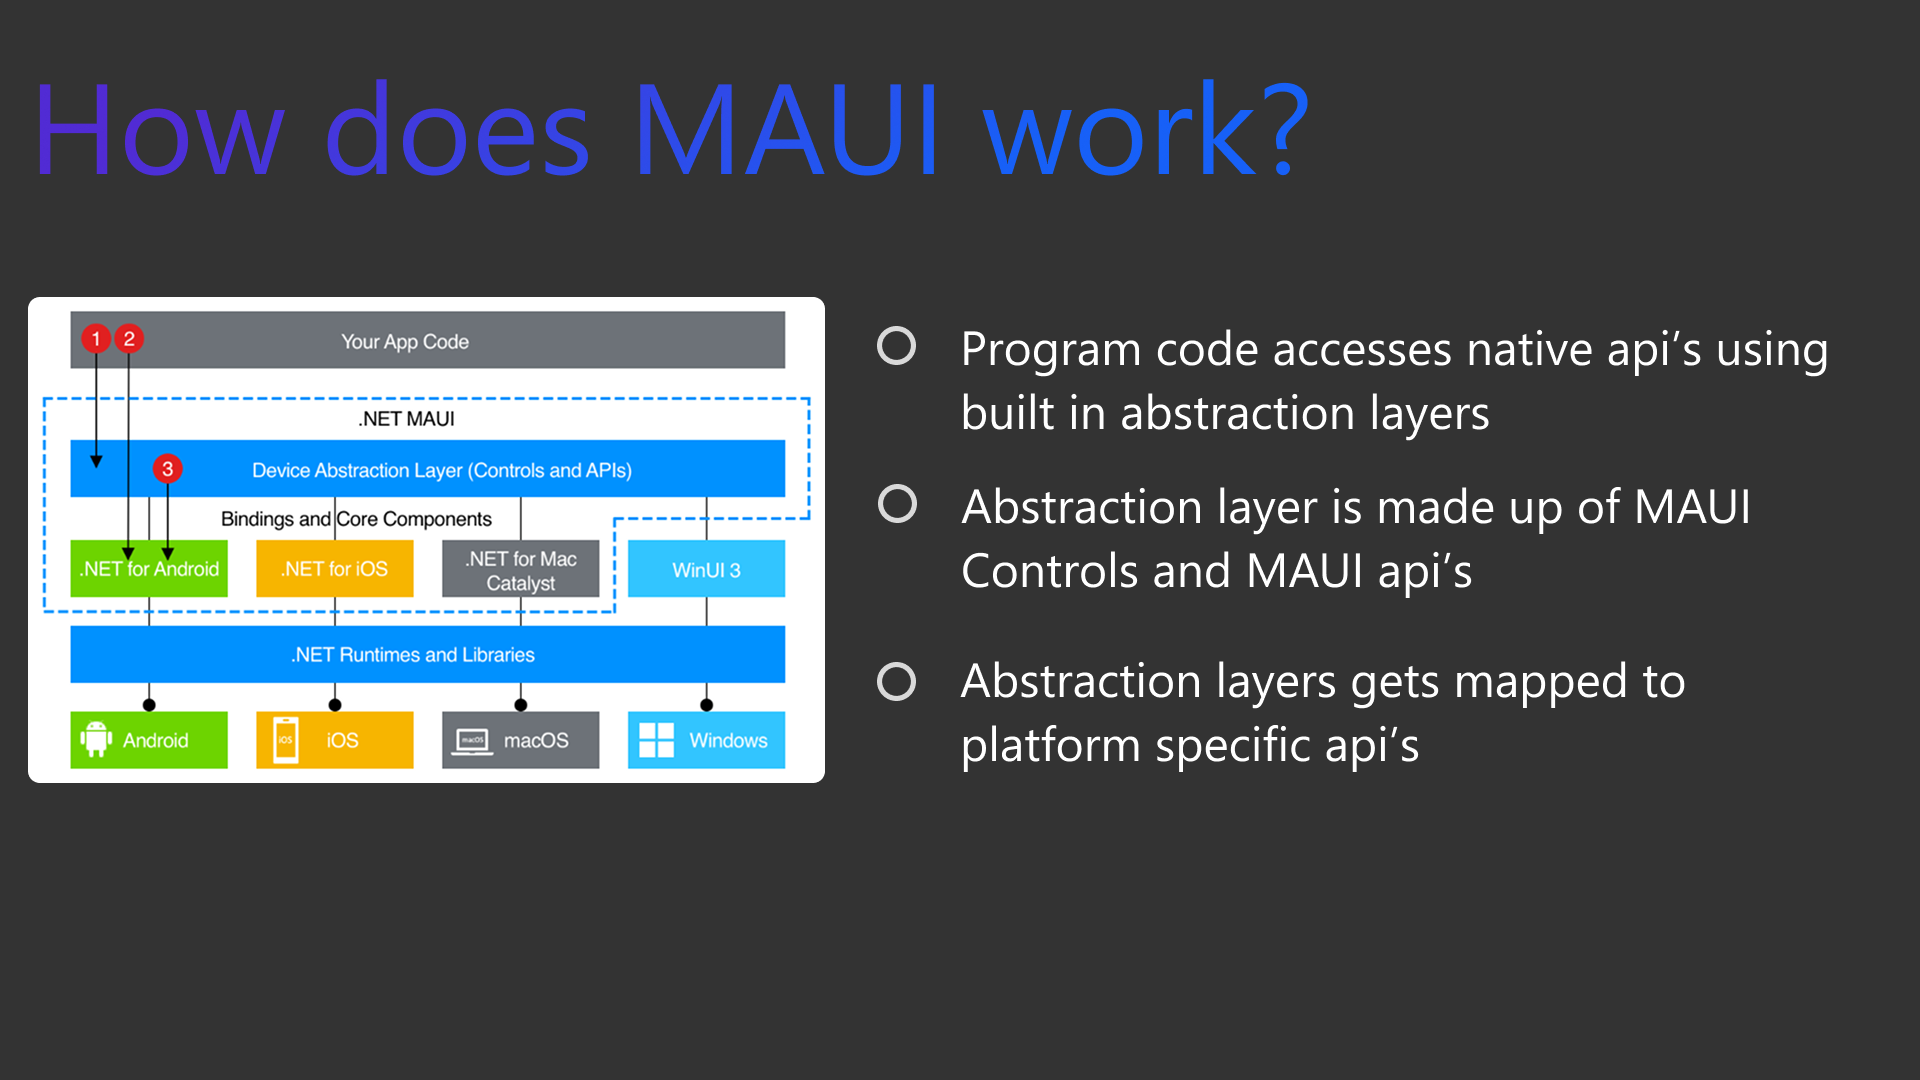 How does MAUI work?
1 2 Your App Code
.NET MAUI
3 Device Abstraction Layer (Controls and APIs)
Bindings and Core Components
.NET for Android
.NET for iOS
.NET for Mac
Catalyst
WinUI 3
.NET Runtimes and Libraries
Android
iOS iOS
macOS macOS
Windows
Program code accesses native api’s using
built in abstraction layers
Abstraction layer is made up of MAUI
Controls and MAUI api’s
Abstraction layers gets mapped to
platform specific api’s